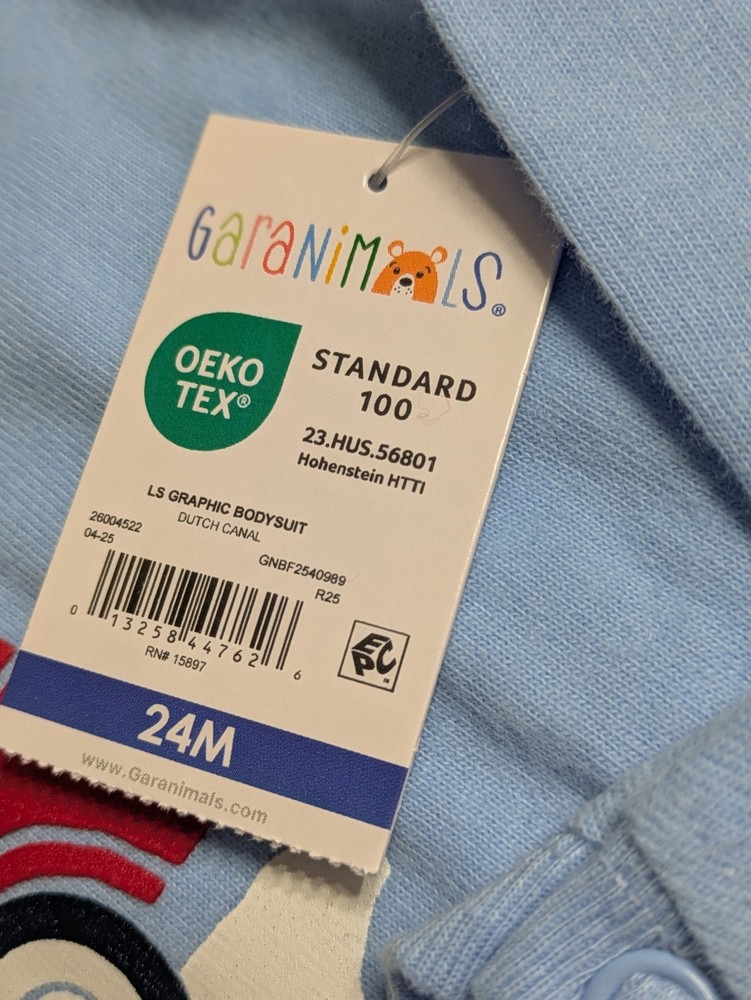 GaraNiMALS®
OEKO
TEX®
STANDARD
100
23.HUS.56801
Hohenstein HTTI
LS GRAPHIC BODYSUIT
DUTCH CANAL
26004522
04-25
GNBF2540989
R25
0 13258 44762 6
RN# 15897
EPC
24M
www.Garanimals.com